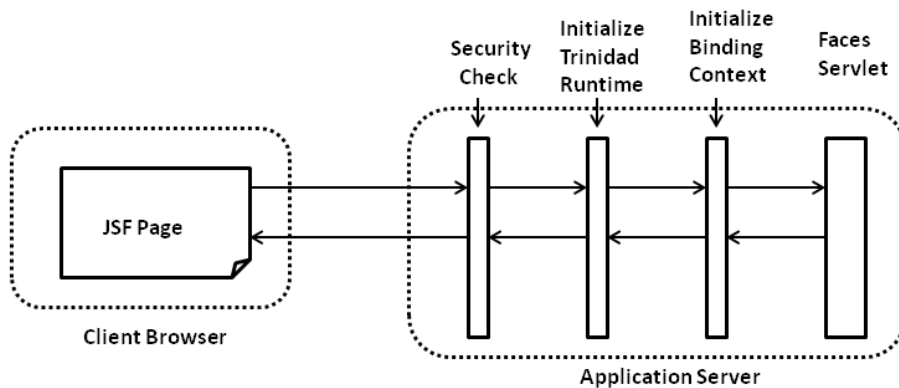 Security
Check
Initialize
Trinidad
Runtime
Initialize
Binding
Context
Faces
Servlet
JSF Page
Client Browser
Application Server